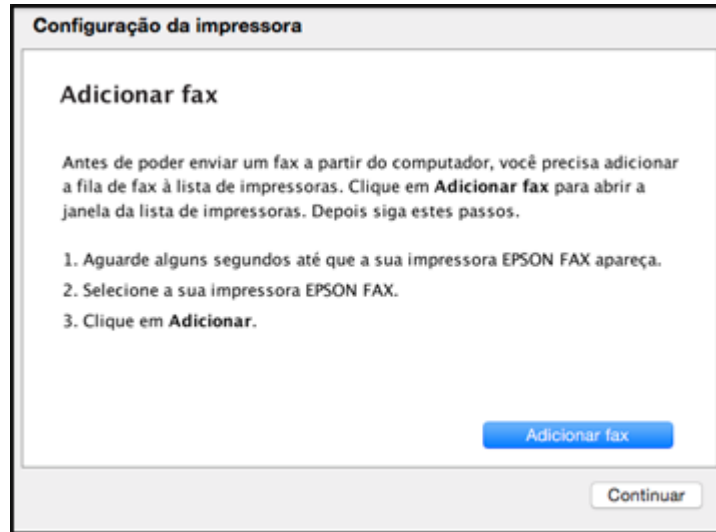 Configuração da impressora
Adicionar fax
Antes de poder enviar um fax a partir do computador, você precisa adicionar
a fila de fax à lista de impressoras. Clique em Adicionar fax para abrir a
janela da lista de impressoras. Depois siga estes passos.
1. Aguarde alguns segundos até que a sua impressora EPSON FAX apareça.
2. Selecione a sua impressora EPSON FAX.
3. Clique em Adicionar.
Adicionar fax
Continuar